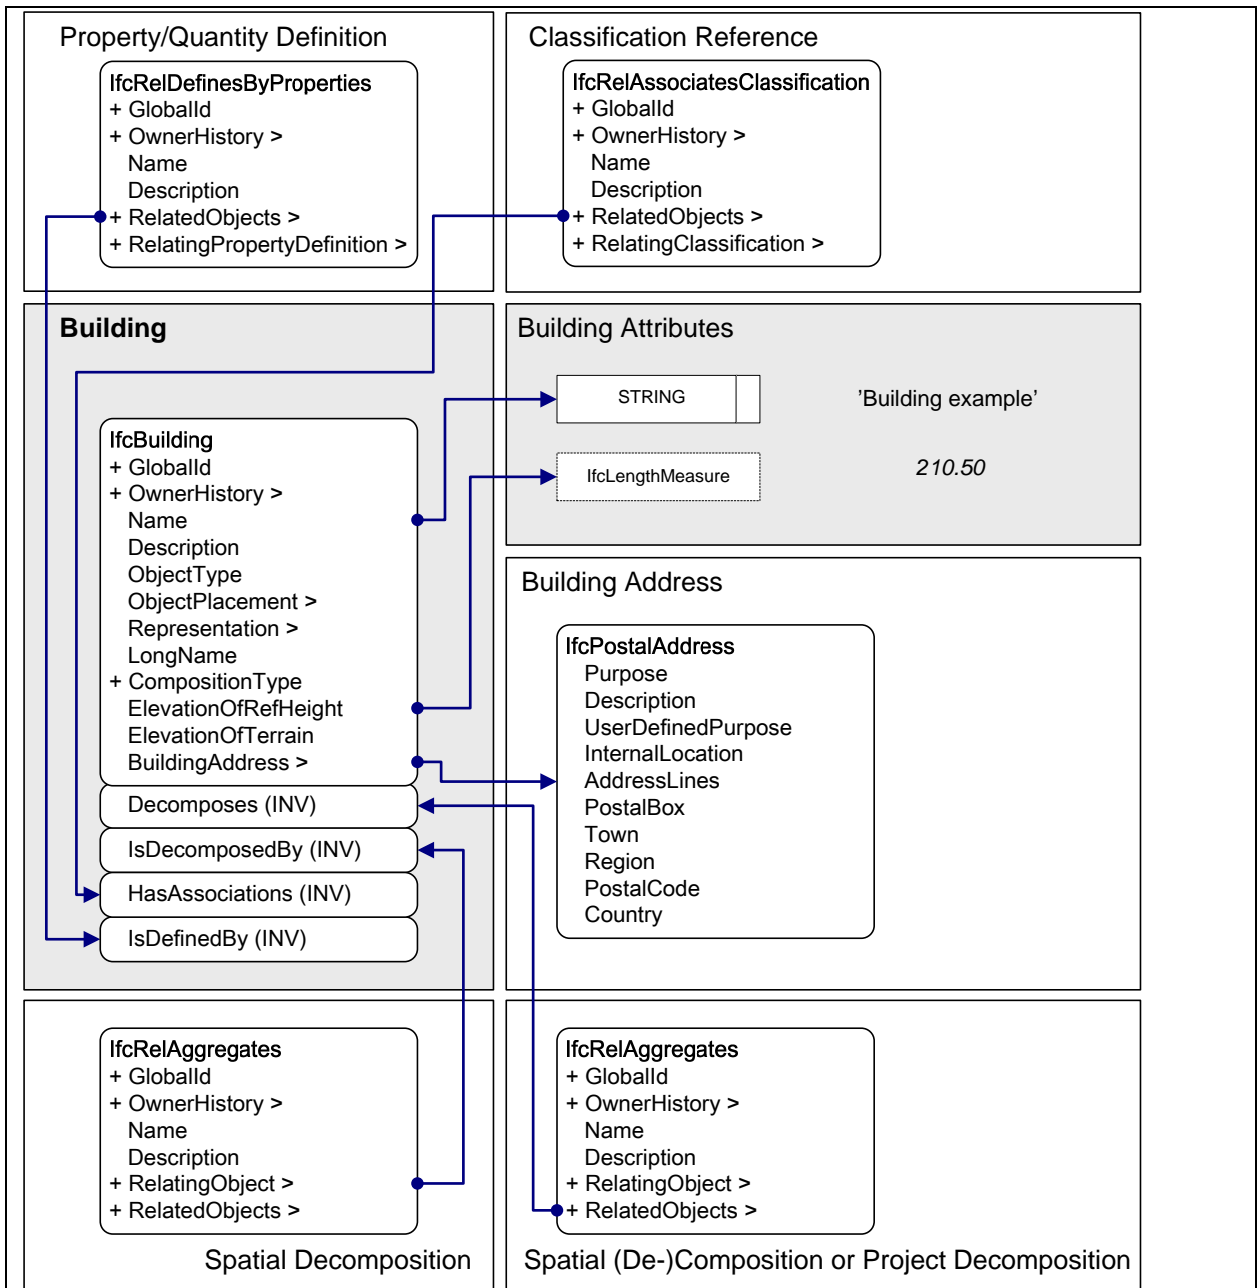 Property/Quantity Definition
IfcRelDefinesByProperties
+ GlobalId
+ OwnerHistory >
Name
Description
+ RelatedObjects >
+ RelatingPropertyDefinition >
Classification Reference
IfcRelAssociatesClassification
+ GlobalId
+ OwnerHistory >
Name
Description
+ RelatedObjects >
+ RelatingClassification >
Building
IfcBuilding
+ GlobalId
+ OwnerHistory >
Name
Description
ObjectType
ObjectPlacement >
Representation >
LongName
+ CompositionType
ElevationOfRefHeight
ElevationOfTerrain
BuildingAddress >
Decomposes (INV)
IsDecomposedBy (INV)
HasAssociations (INV)
IsDefinedBy (INV)
Building Attributes
STRING
’Building example’
IfcLengthMeasure
210.50
Building Address
IfcPostalAddress
Purpose
Description
UserDefinedPurpose
InternalLocation
AddressLines
PostalBox
Town
Region
PostalCode
Country
IfcRelAggregates
+ GlobalId
+ OwnerHistory >
Name
Description
+ RelatingObject >
+ RelatedObjects >
Spatial Decomposition
IfcRelAggregates
+ GlobalId
+ OwnerHistory >
Name
Description
+ RelatingObject >
+ RelatedObjects >
Spatial (De-)Composition or Project Decomposition